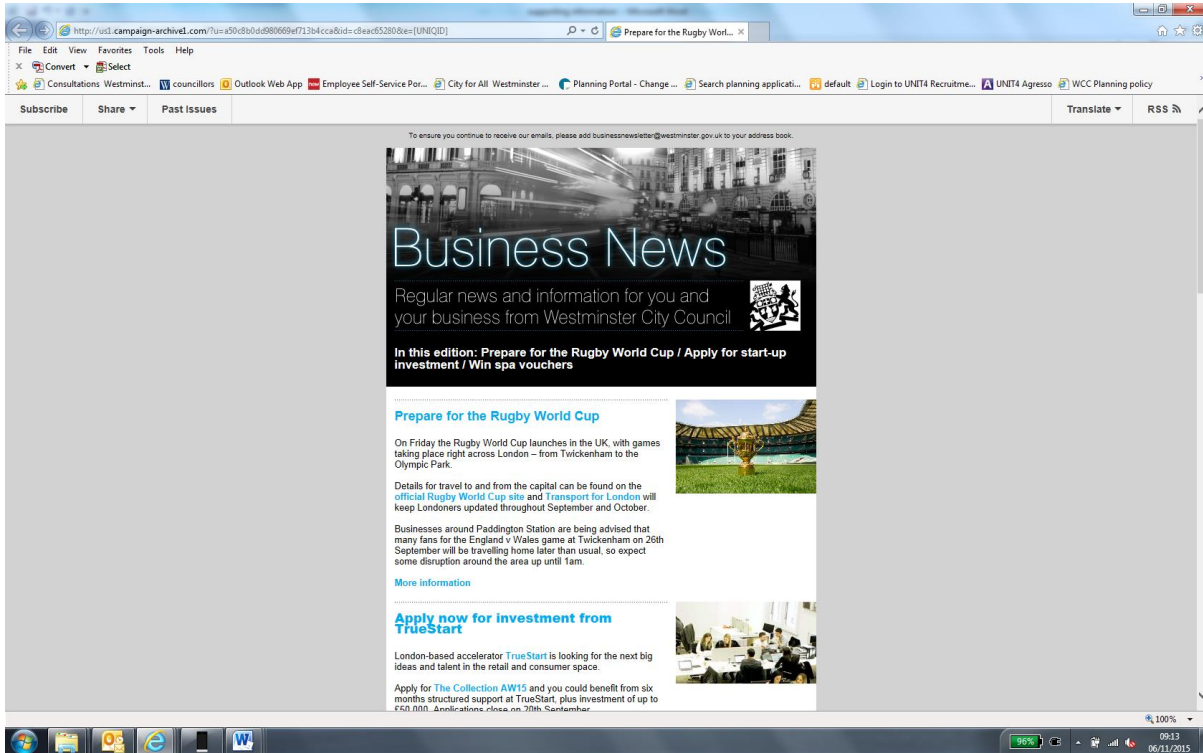 supporting information - Microsoft Word
http://us1.campaign-archive1.com/?u=a50c8b0dd980669ef713b4cca&id=c8eac65280&e=[UNIQID]
Prepare for the Rugby Worl...
File Edit View Favorites Tools Help
Convert Select
Consultations Westminst... councillors Outlook Web App Employee Self-Service Por... City for All Westminster ... Planning Portal - Change ... Search planning applicati... default Login to UNIT4 Recruitme... UNIT4 Agresso WCC Planning policy
Subscribe Share Past Issues Translate RSS
To ensure you continue to receive our emails, please add businessnewsletter@westminster.gov.uk to your address book.
Business News
Regular news and information for you and
your business from Westminster City Council
In this edition: Prepare for the Rugby World Cup / Apply for start-up
investment / Win spa vouchers
Prepare for the Rugby World Cup
On Friday the Rugby World Cup launches in the UK, with games
taking place right across London – from Twickenham to the
Olympic Park.
Details for travel to and from the capital can be found on the
official Rugby World Cup site and Transport for London will
keep Londoners updated throughout September and October.
Businesses around Paddington Station are being advised that
many fans for the England v Wales game at Twickenham on 26th
September will be travelling home later than usual, so expect
some disruption around the area up until 1am.
More information
Apply now for investment from
TrueStart
London-based accelerator TrueStart is looking for the next big
ideas and talent in the retail and consumer space.
Apply for The Collection AW15 and you could benefit from six
months structured support at TrueStart, plus investment of up to
£50,000. Applications close on 20th September.
100%
96%
09:13
06/11/2015